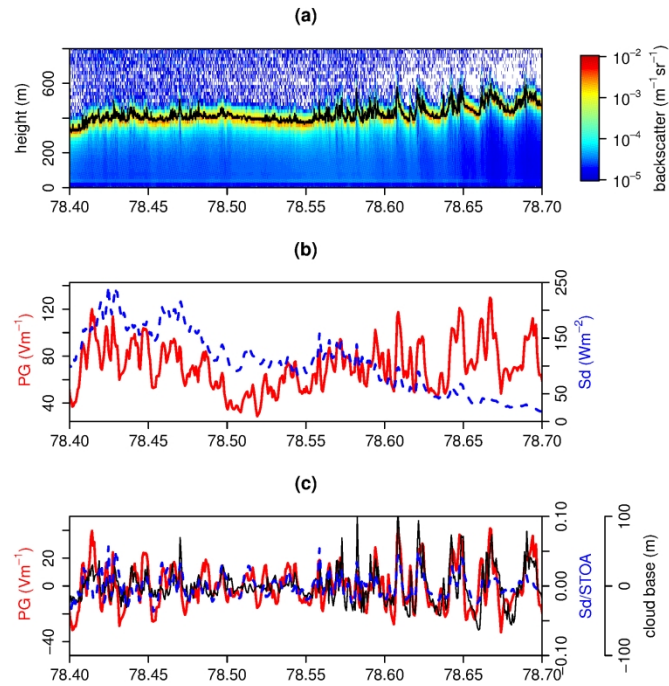 (a)
height (m)
600
400
200
0
10⁻²
10⁻³
10⁻⁴
10⁻⁵
backscatter (m⁻¹sr⁻¹)
78.40 78.45 78.50 78.55 78.60 78.65 78.70
(b)
PG (Vm⁻¹)
120
80
60
40
250
150
100
50
0
Sd (Wm⁻²)
78.40 78.45 78.50 78.55 78.60 78.65 78.70
(c)
PG (Vm⁻¹)
20
0
−40
0.10
0.00
−0.10
Sd/STOA
100
0
−100
cloud base (m)
78.40 78.45 78.50 78.55 78.60 78.65 78.70